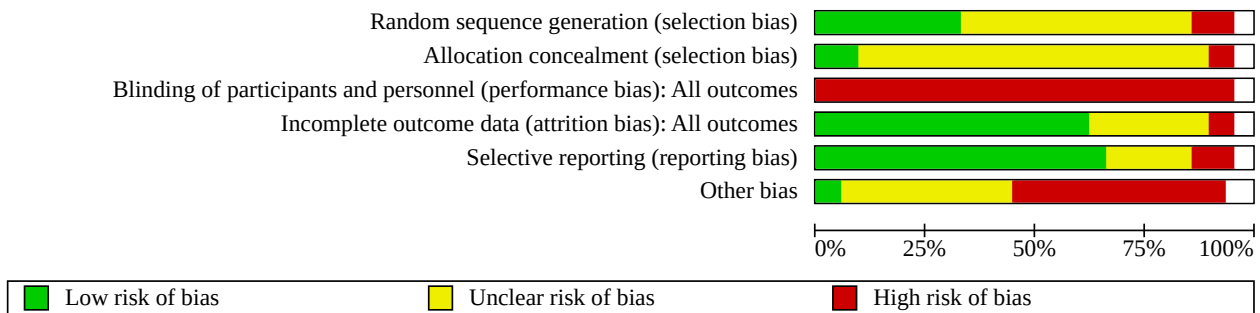 Random sequence generation (selection bias)
Allocation concealment (selection bias)
Blinding of participants and personnel (performance bias): All outcomes
Incomplete outcome data (attrition bias): All outcomes
Selective reporting (reporting bias)
Other bias
0% 25% 50% 75% 100%
Low risk of bias Unclear risk of bias High risk of bias